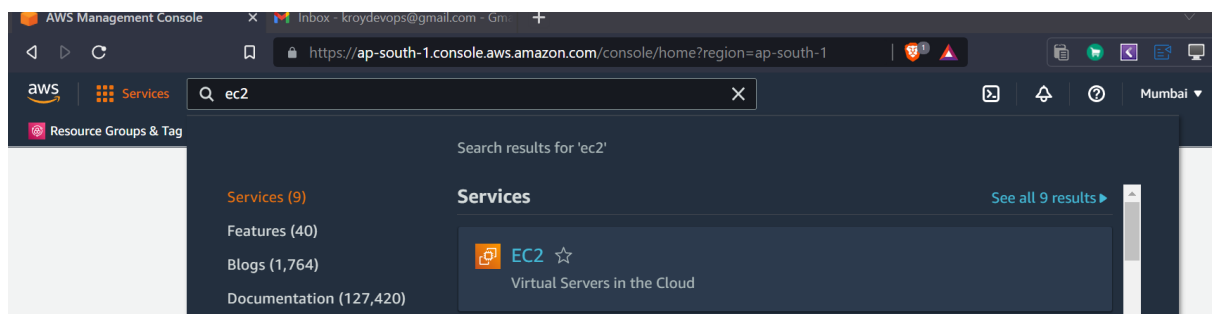 AWS Management Conso
Inbox - kroydevops@gmail.com - Gm
https://ap-south-1.console.aws.amazon.com/console/home?region=ap-south-1
1
aws
Services
ec2
Mumbai
Resource Groups & Tag
Search results for 'ec2'
Services (9)
Services
See all 9 results
Features (40)
EC2
Blogs (1,764)
Virtual Servers in the Cloud
Documentation (127,420)